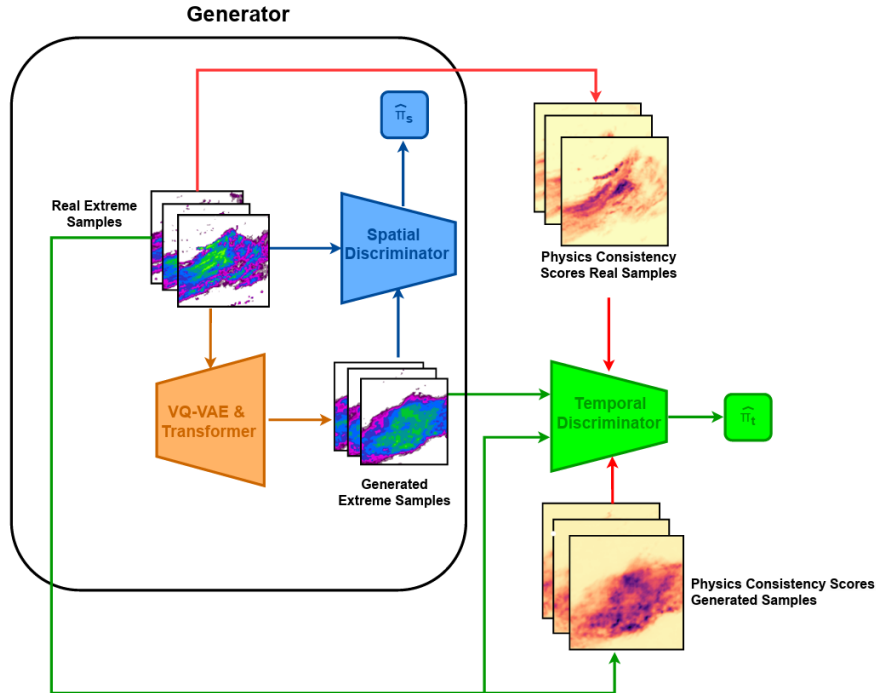 Generator
π̂s
Real Extreme
Samples
Spatial
Discriminator
Physics Consistency
Scores Real Samples
VQ-VAE &
Transformer
Temporal
Discriminator
π̂t
Generated
Extreme Samples
Physics Consistency Scores
Generated Samples